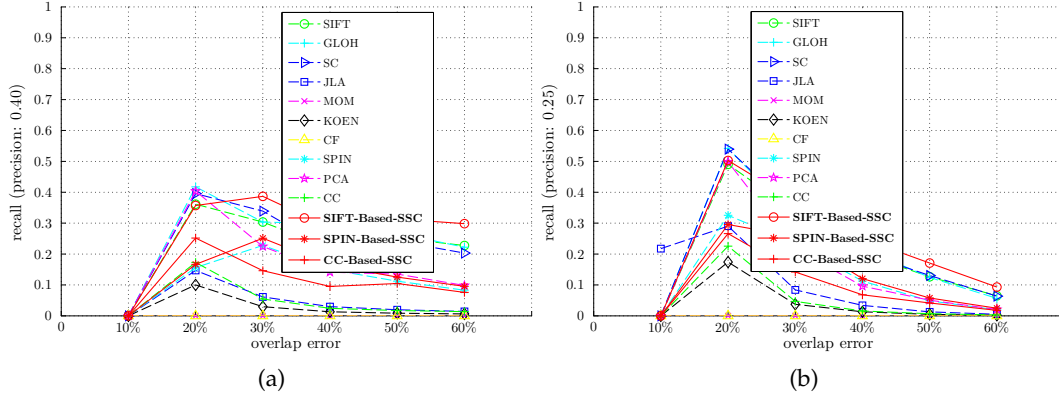 1
0.9
0.8
0.7
0.6
0.5
0.4
0.3
0.2
0.1
0
recall (precision: 0.40)
0
10%
20%
30%
40%
50%
60%
overlap error
SIFT
GLOH
SC
JLA
MOM
KOEN
CF
SPIN
PCA
CC
SIFT-Based-SSC
SPIN-Based-SSC
CC-Based-SSC
(a)
1
0.9
0.8
0.7
0.6
0.5
0.4
0.3
0.2
0.1
0
recall (precision: 0.25)
0
10%
20%
30%
40%
50%
60%
overlap error
SIFT
GLOH
SC
JLA
MOM
KOEN
CF
SPIN
PCA
CC
SIFT-Based-SSC
SPIN-Based-SSC
CC-Based-SSC
(b)